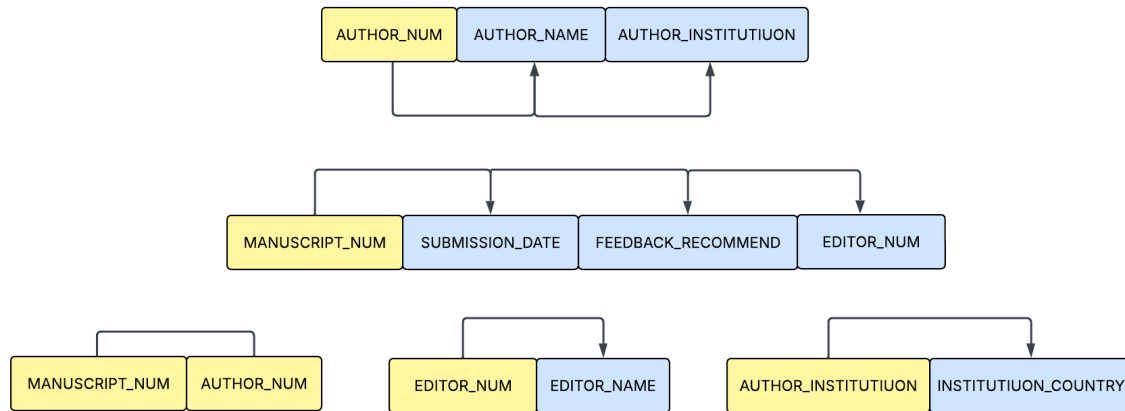 AUTHOR_NUM AUTHOR_NAME AUTHOR_INSTITUTIUON
MANUSCRIPT_NUM SUBMISSION_DATE FEEDBACK_RECOMMEND EDITOR_NUM
MANUSCRIPT_NUM AUTHOR_NUM EDITOR_NUM EDITOR_NAME AUTHOR_INSTITUTIUON INSTITUTIUON_COUNTRY